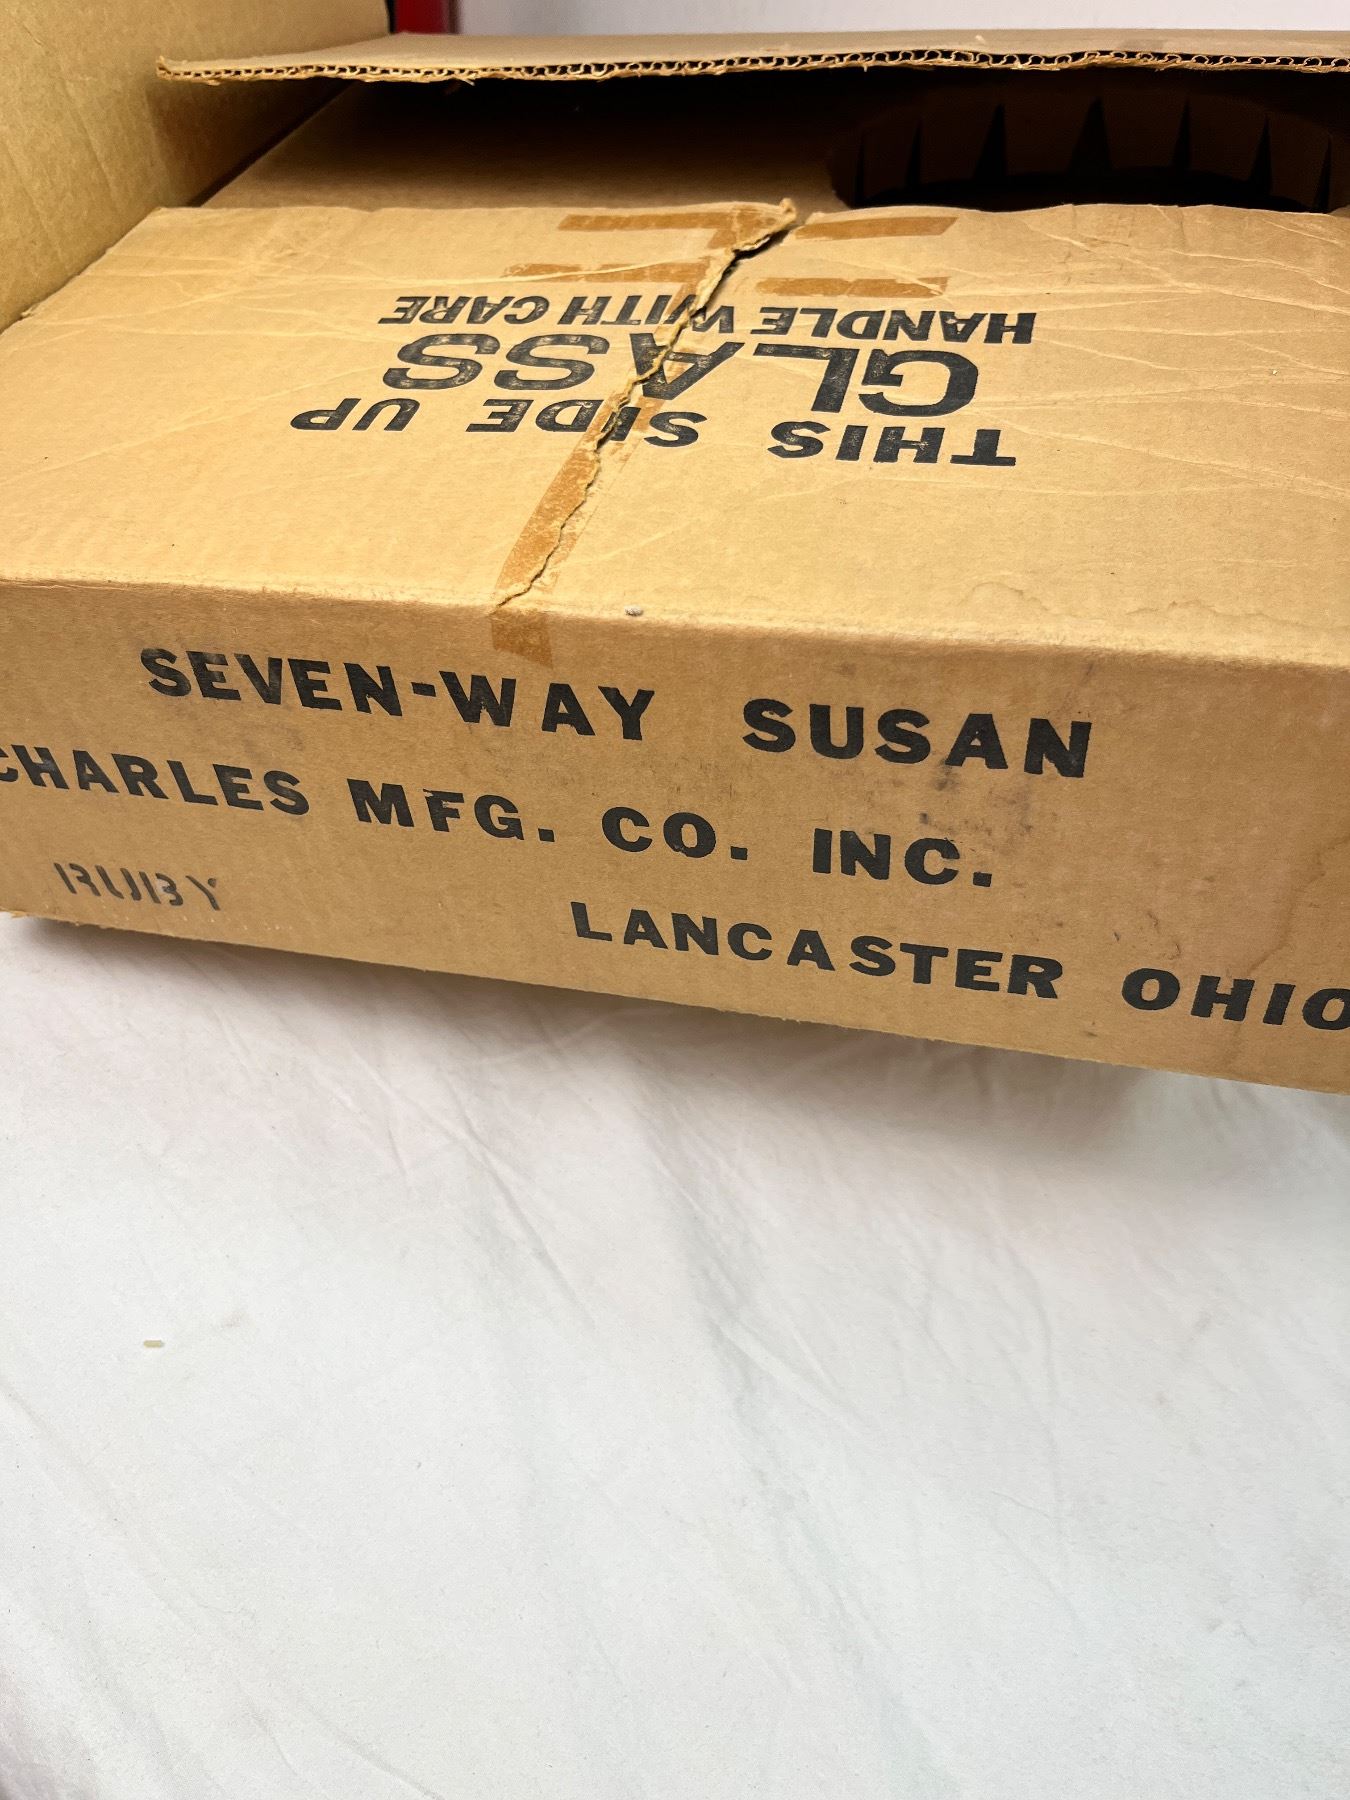 THIS SIDE UP
GLASS
HANDLE WITH CARE
SEVEN-WAY SUSAN
CHARLES MFG. CO. INC.
RUBY
LANCASTER OHIO